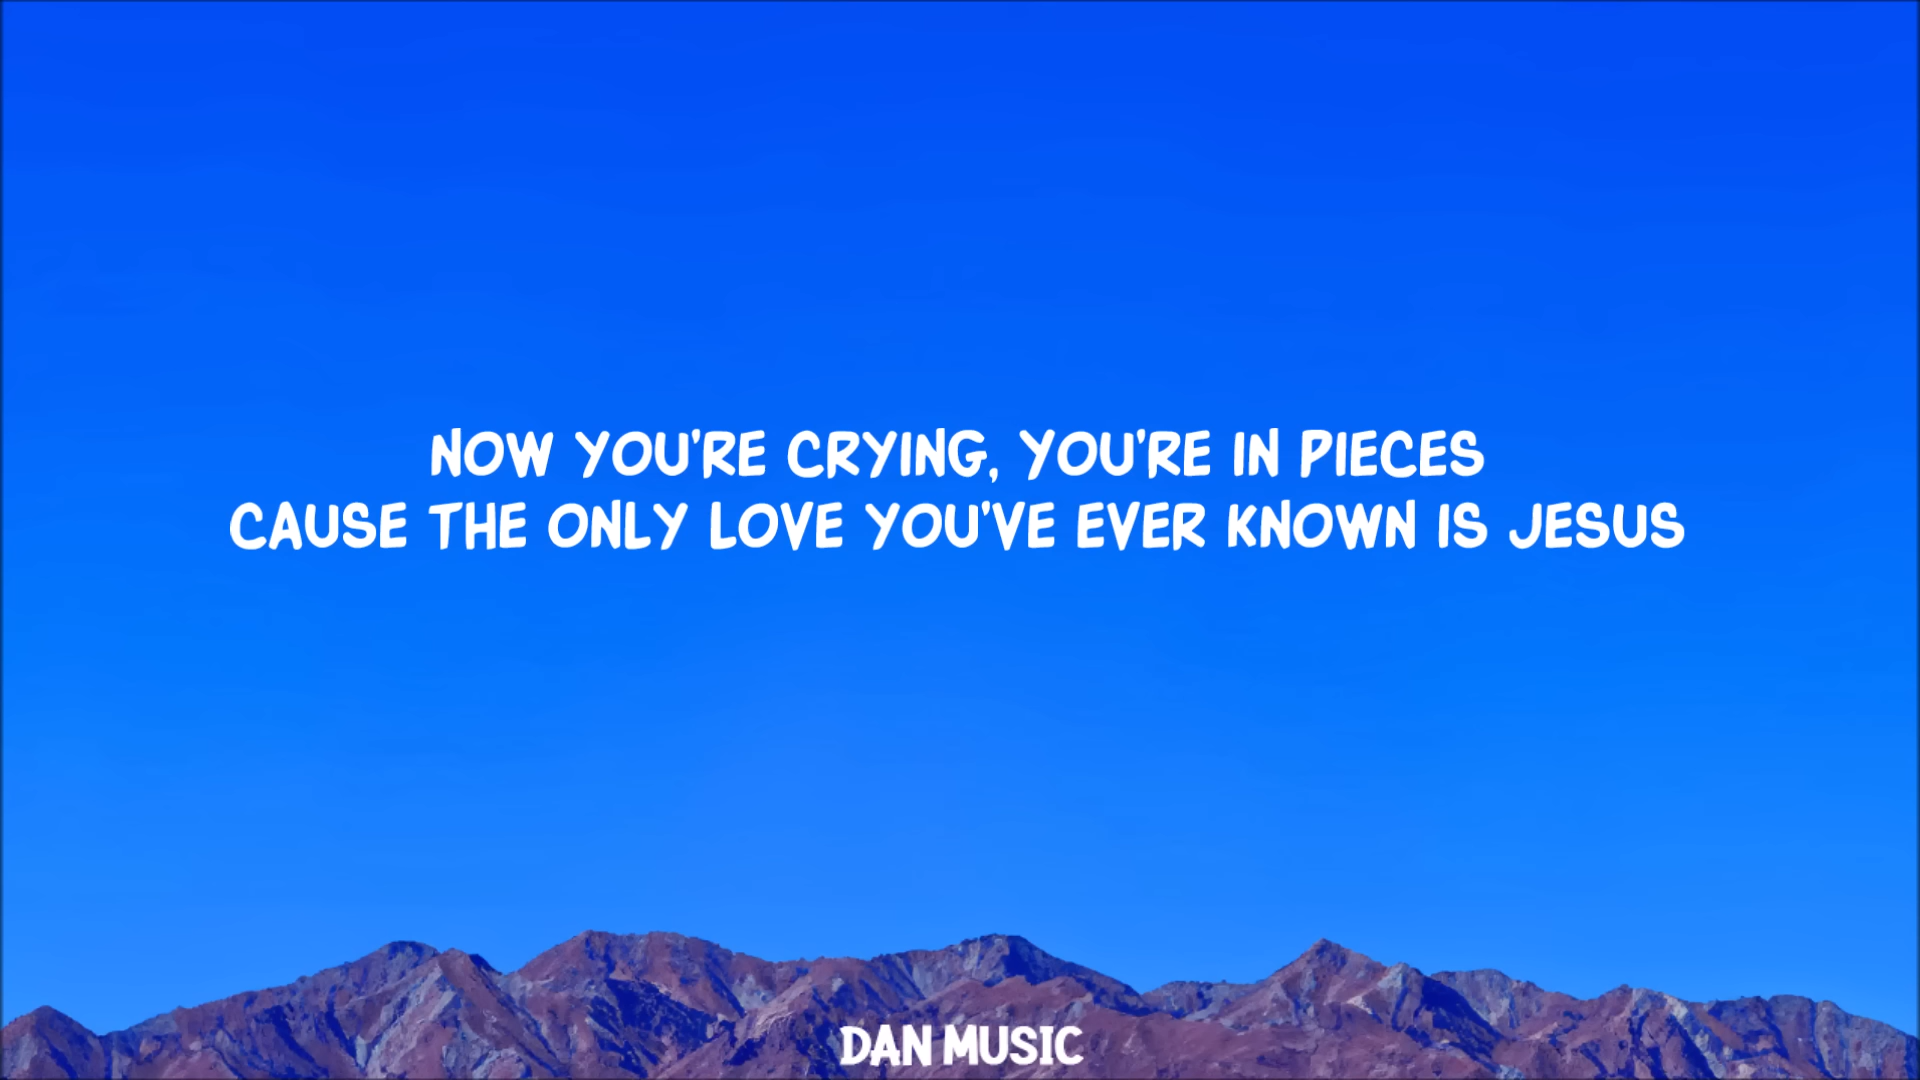 NOW YOU'RE CRYING, YOU'RE IN PIECES
CAUSE THE ONLY LOVE YOU'VE EVER KNOWN IS JESUS
DAN MUSIC